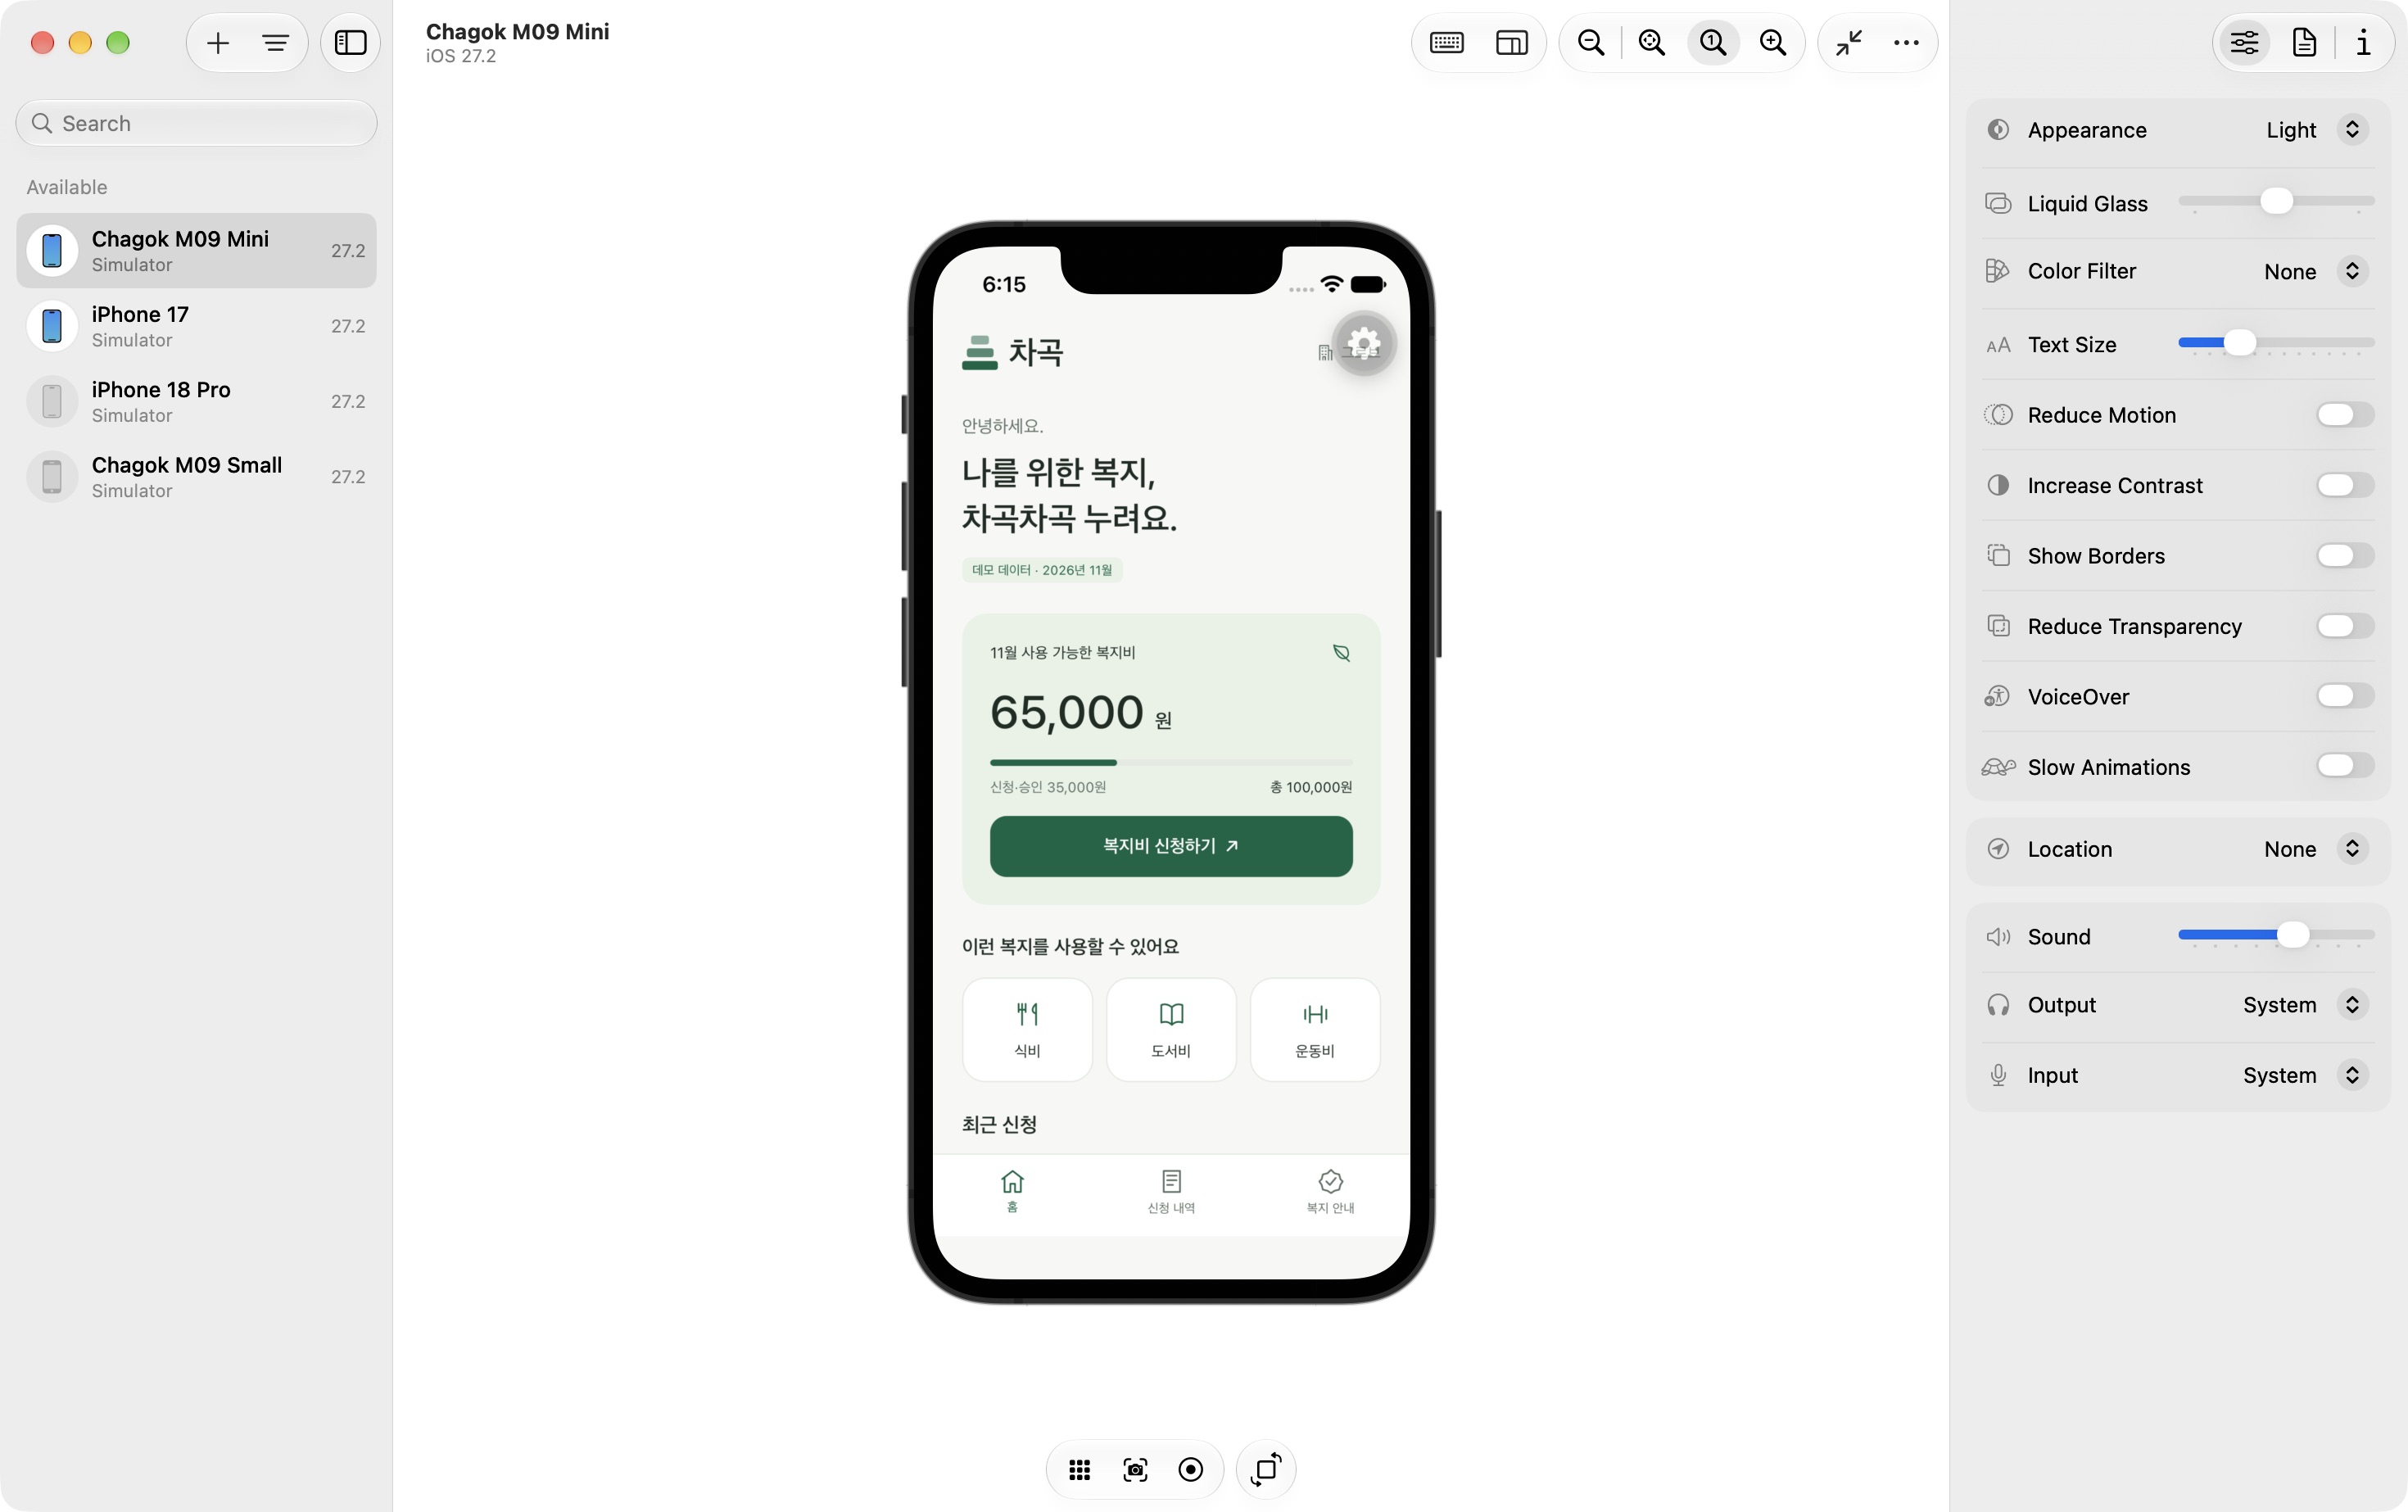 Chagok M09 Mini
iOS 27.2
Search
Available
Chagok M09 Mini
Simulator
27.2
iPhone 17
Simulator
27.2
iPhone 18 Pro
Simulator
27.2
Chagok M09 Small
Simulator
27.2
6:15
차곡
안녕하세요.
나를 위한 복지,
차곡차곡 누려요.
데모 데이터 · 2026년 11월
11월 사용 가능한 복지비
65,000 원
신청·승인 35,000원
총 100,000원
복지비 신청하기
이런 복지를 사용할 수 있어요
식비
도서비
운동비
최근 신청
홈
신청 내역
복지 안내
Appearance
Light
Liquid Glass
Color Filter
None
Text Size
Reduce Motion
Increase Contrast
Show Borders
Reduce Transparency
VoiceOver
Slow Animations
Location
None
Sound
Output
System
Input
System